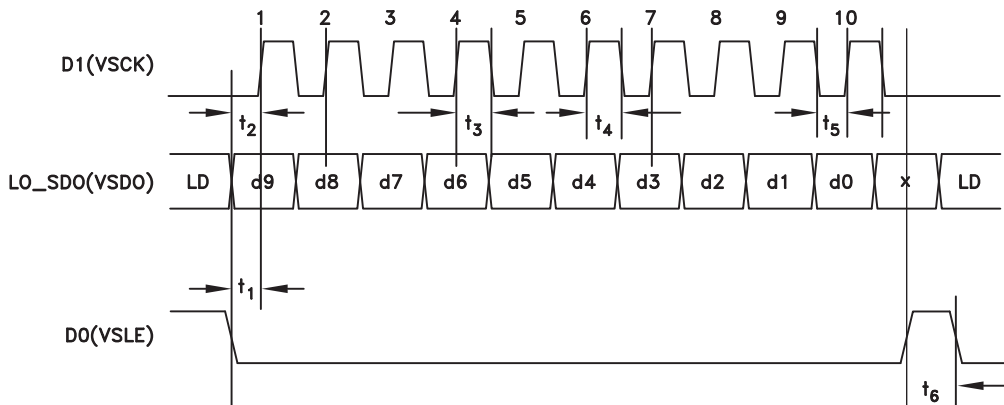 1 2 3 4 5 6 7 8 9 10
D1(VSCK)
t2 t3 t4 t5
LO_SDO(VSDO) LD d9 d8 d7 d6 d5 d4 d3 d2 d1 d0 x LD
t1
D0(VSLE)
t6